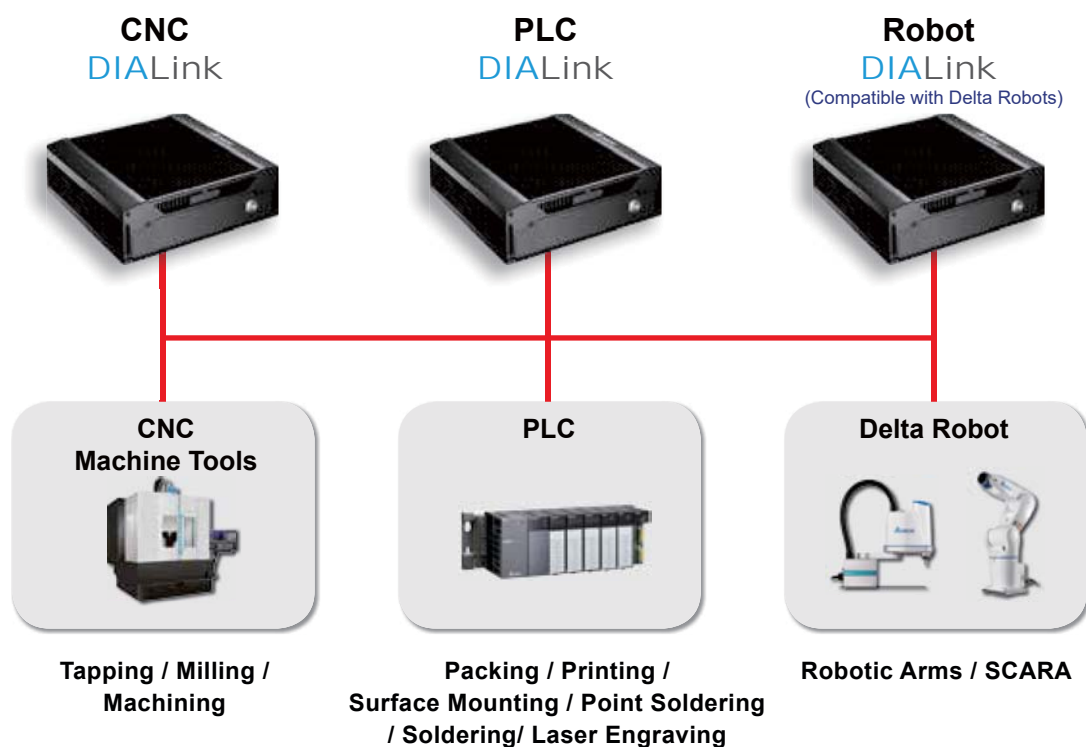 CNC
DIALink
PLC
DIALink
Robot
DIALink
(Compatible with Delta Robots)
CNC
Machine Tools
PLC
Delta Robot
Tapping / Milling /
Machining
Packing / Printing /
Surface Mounting / Point Soldering
/ Soldering/ Laser Engraving
Robotic Arms / SCARA